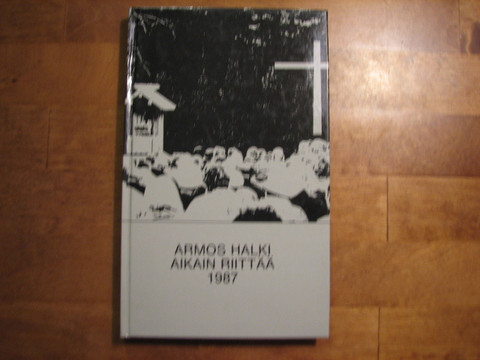 ARMOS HALKI
AIKAIN RIITTÄÄ
1987